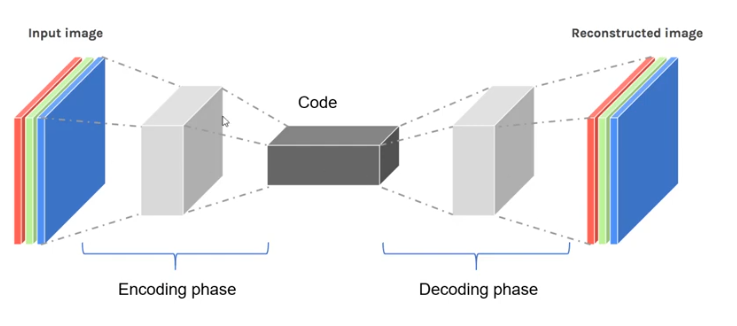 Input image
Reconstructed image
Code
Encoding phase
Decoding phase